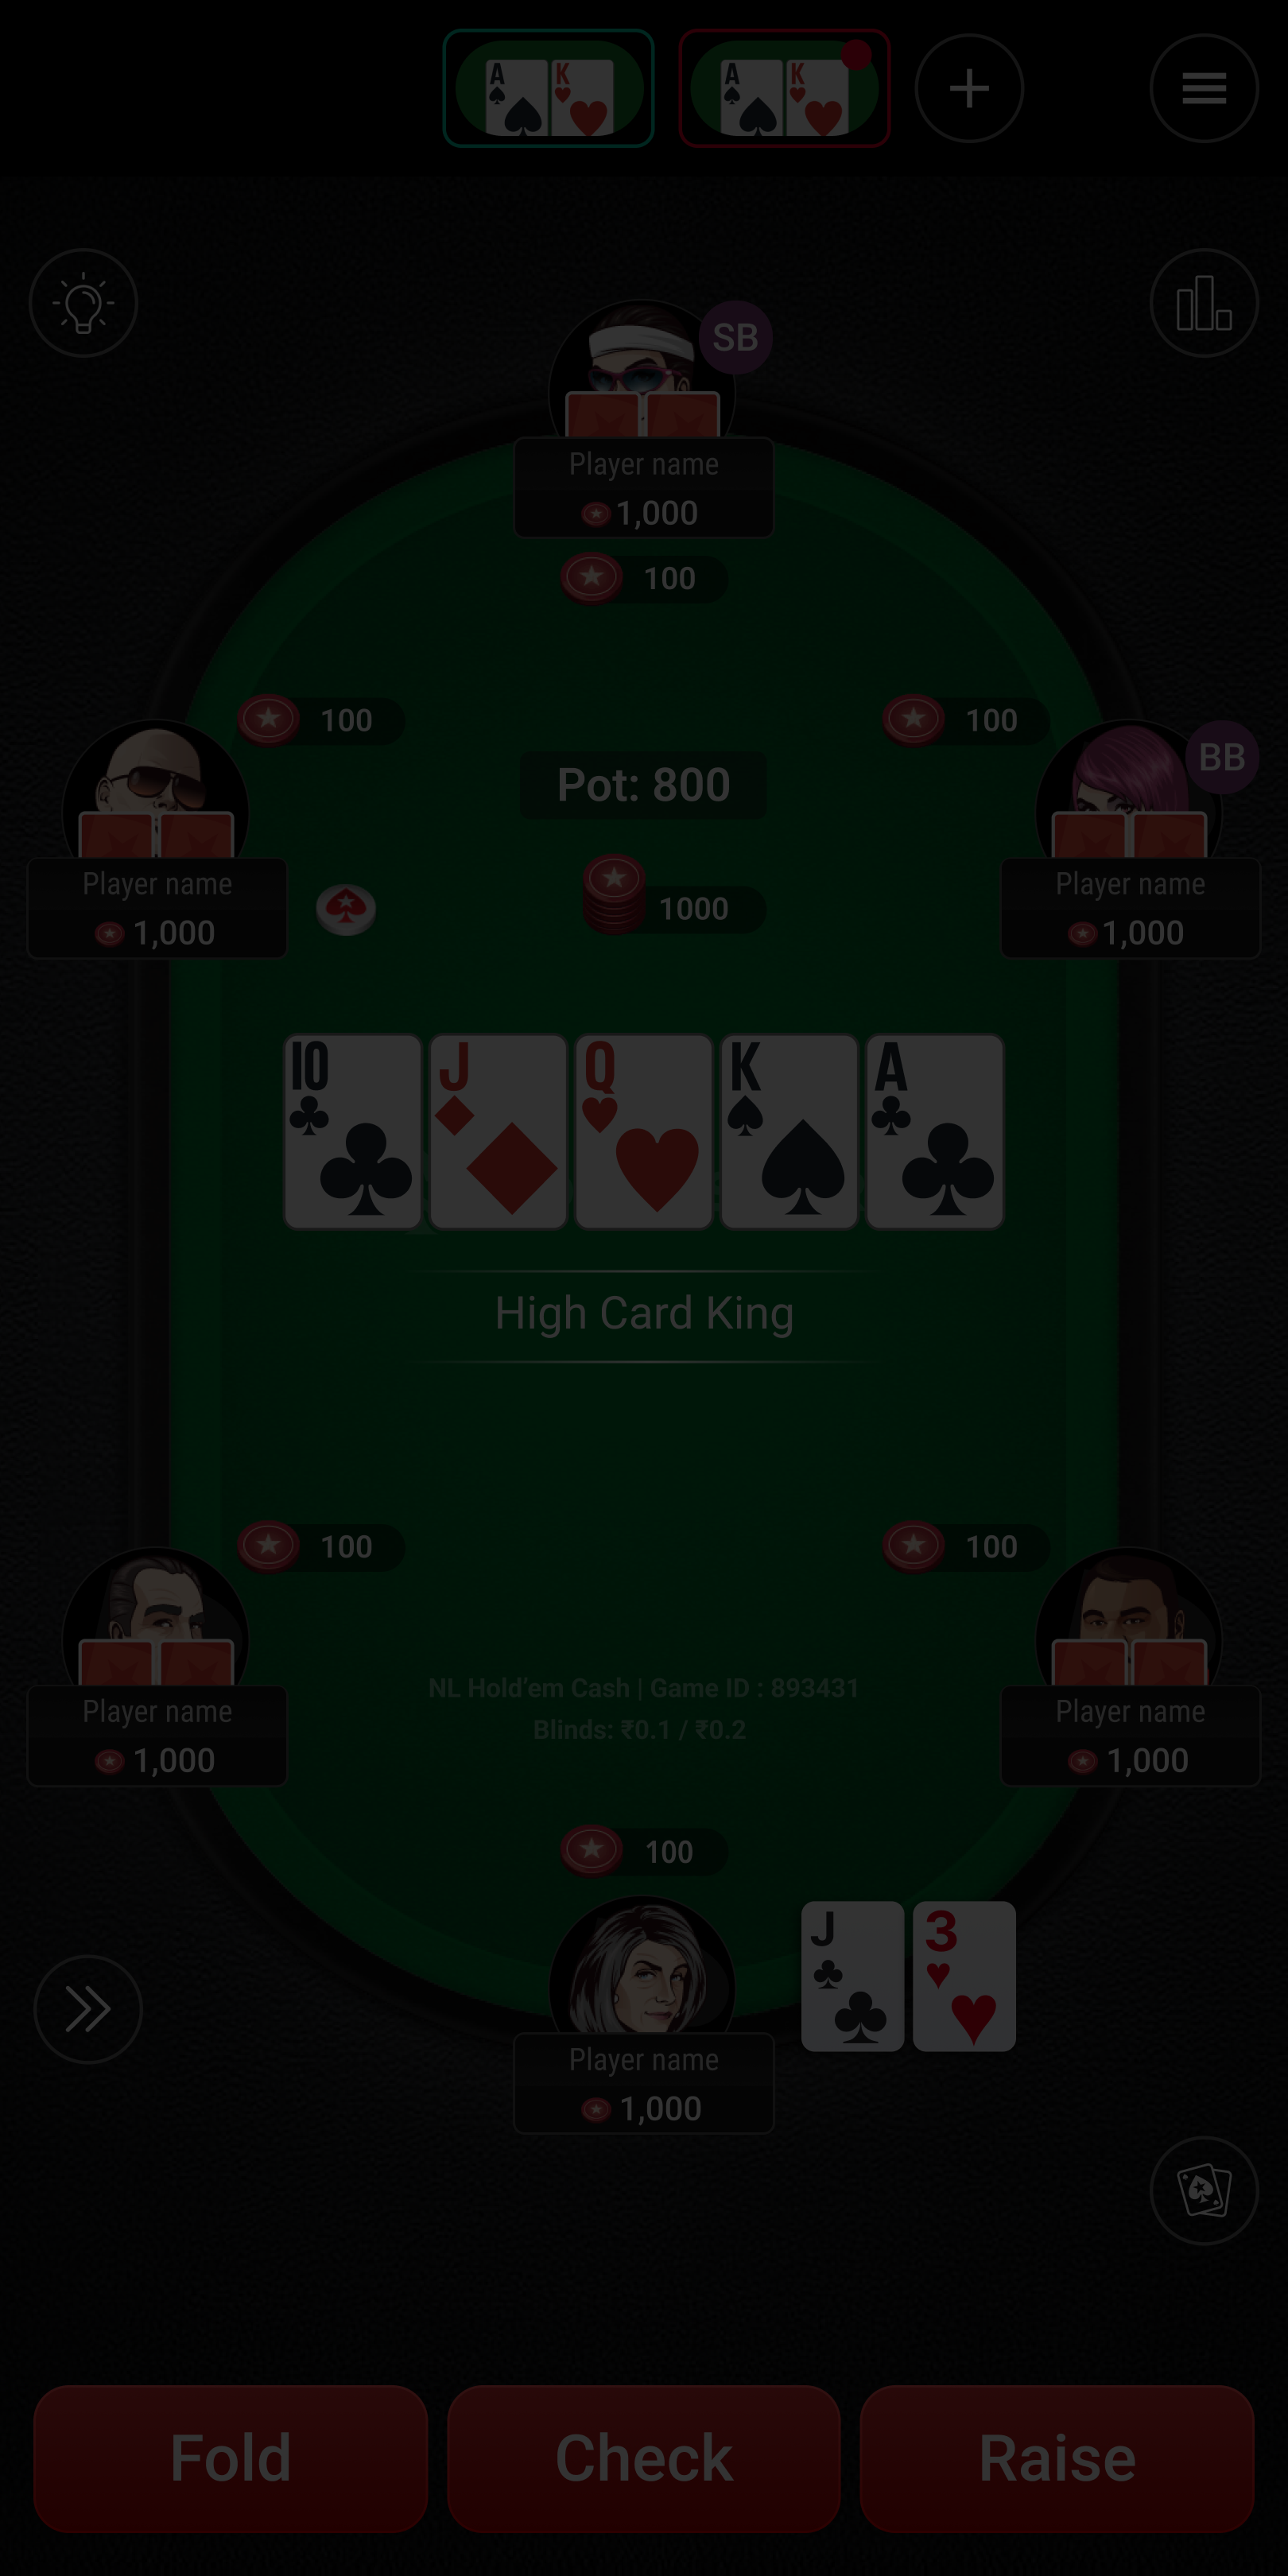 A K A K
SB
Player name
1,000
100
100 100
BB
Pot: 800
Player name Player name
1,000 1000 1,000
10 J Q K A
High Card King
100 100
NL Hold'em Cash | Game ID : 893431
Player name Player name
Blinds: ₹0.1 / ₹0.2
1,000 1,000
100
J 3
Player name
1,000
Fold Check Raise